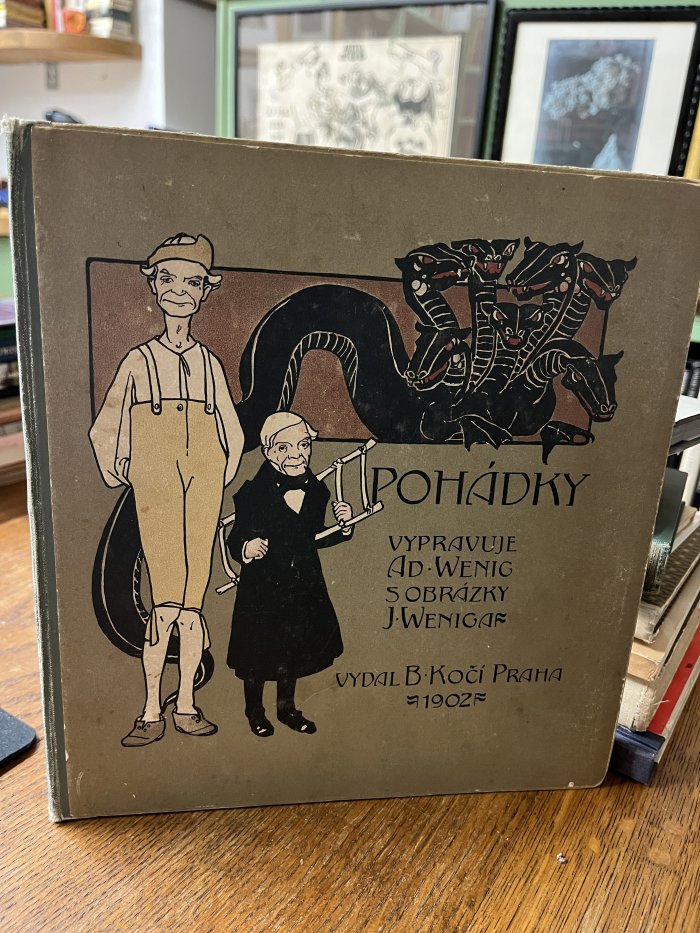 POHÁDKY
VYPRAVUJE
AD·WENIG
S OBRÁZKY
J·WENIGA
VYDAL B·KOČÍ PRAHA
1902